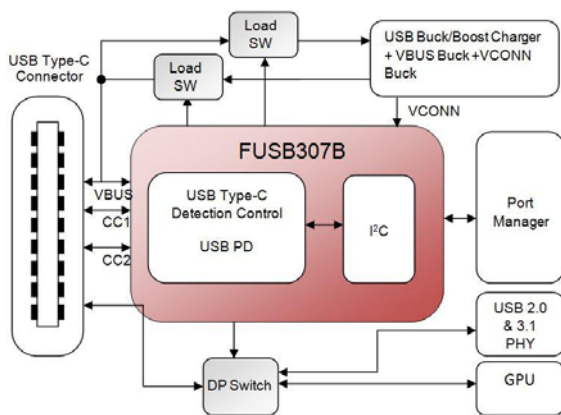 USB Type-C
Connector
Load
SW
Load
SW
USB Buck/Boost Charger
+ VBUS Buck +VCONN
Buck
VCONN
FUSB307B
VBUS
CC1
CC2
USB Type-C
Detection Control
USB PD
I²C
Port
Manager
USB 2.0
& 3.1
PHY
DP Switch
GPU